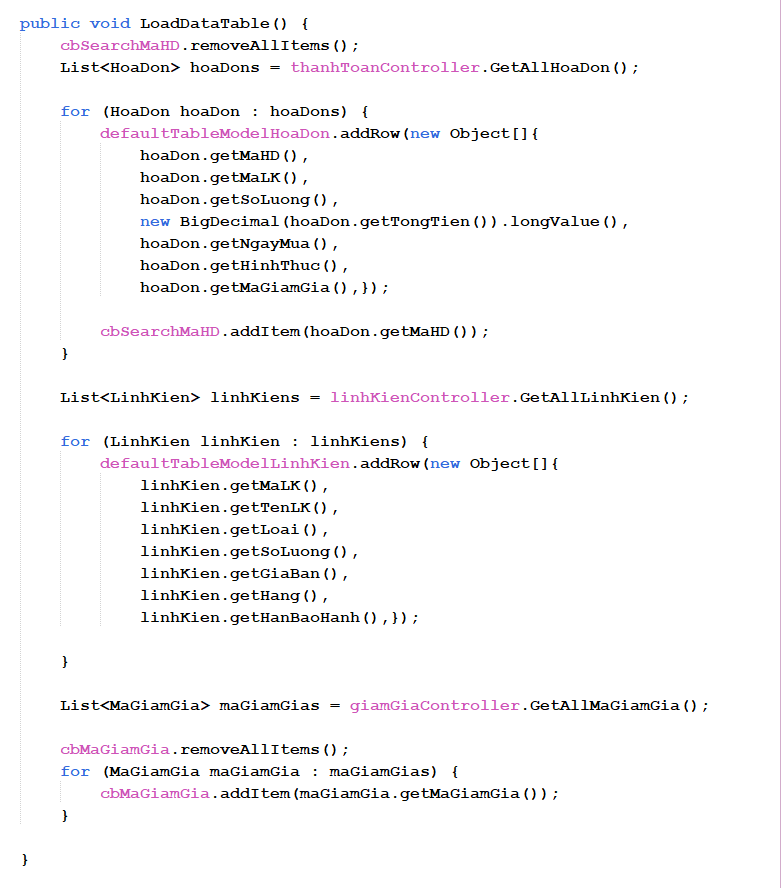 public void LoadDataTable() {
    cbSearchMaHD.removeAllItems();
    List<HoaDon> hoaDons = thanhToanController.GetAllHoaDon();

    for (HoaDon hoaDon : hoaDons) {
        defaultTableModelHoaDon.addRow(new Object[]{
            hoaDon.getMaHD(),
            hoaDon.getMaLK(),
            hoaDon.getSoLuong(),
            new BigDecimal(hoaDon.getTongTien()).longValue(),
            hoaDon.getNgayMua(),
            hoaDon.getHinhThuc(),
            hoaDon.getMaGiamGia(),});

        cbSearchMaHD.addItem(hoaDon.getMaHD());
    }

    List<LinhKien> linhKiens = linhKienController.GetAllLinhKien();

    for (LinhKien linhKien : linhKiens) {
        defaultTableModelLinhKien.addRow(new Object[]{
            linhKien.getMaLK(),
            linhKien.getTenLK(),
            linhKien.getLoai(),
            linhKien.getSoLuong(),
            linhKien.getGiaBan(),
            linhKien.getHang(),
            linhKien.getHanBaoHanh(),});

    }

    List<MaGiamGia> maGiamGias = giamGiaController.GetAllMaGiamGia();

    cbMaGiamGia.removeAllItems();
    for (MaGiamGia maGiamGia : maGiamGias) {
        cbMaGiamGia.addItem(maGiamGia.getMaGiamGia());
    }

}